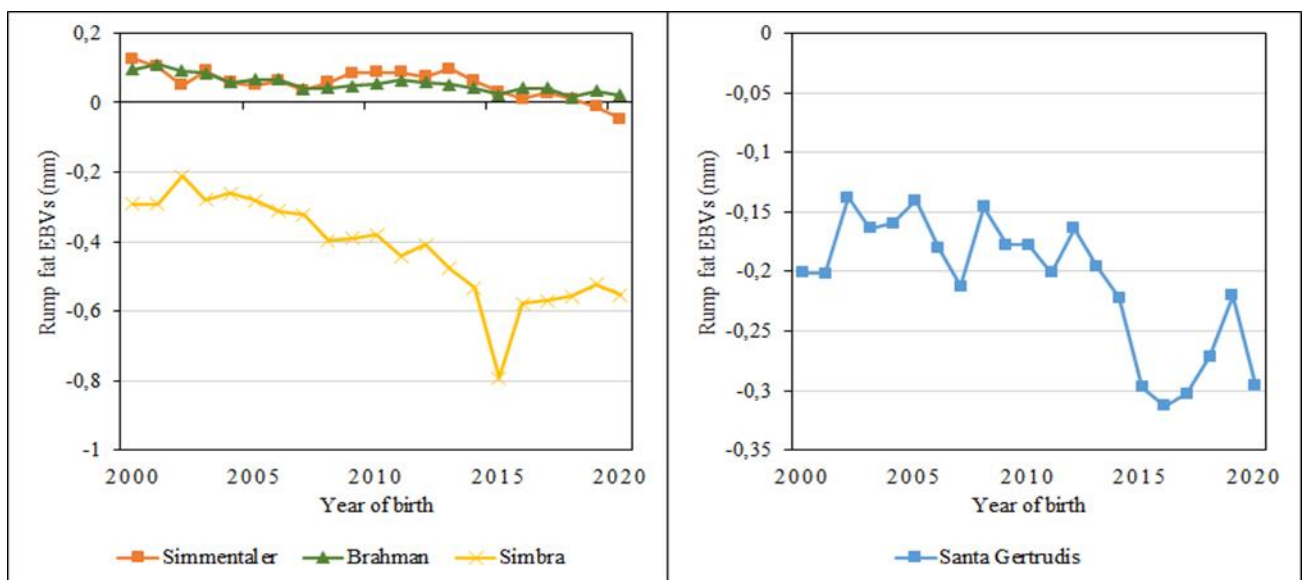 Rump fat EBVs (mm)
0,2
0
-0,2
-0,4
-0,6
-0,8
-1
2000 2005 2010 2015 2020
Year of birth
Simmentaler Brahman Simbra
Rump fat EBVs (mm)
0
-0,05
-0,1
-0,15
-0,2
-0,25
-0,3
-0,35
2000 2005 2010 2015 2020
Year of birth
Santa Gertrudis